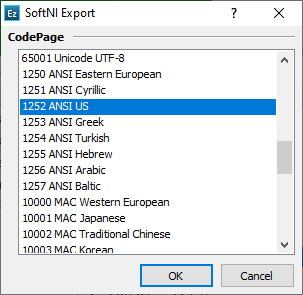 Ez SoftNI Export
CodePage
65001 Unicode UTF-8
1250 ANSI Eastern European
1251 ANSI Cyrillic
1252 ANSI US
1253 ANSI Greek
1254 ANSI Turkish
1255 ANSI Hebrew
1256 ANSI Arabic
1257 ANSI Baltic
10000 MAC Western European
10001 MAC Japanese
10002 MAC Traditional Chinese
10003 MAC Korean
OK Cancel